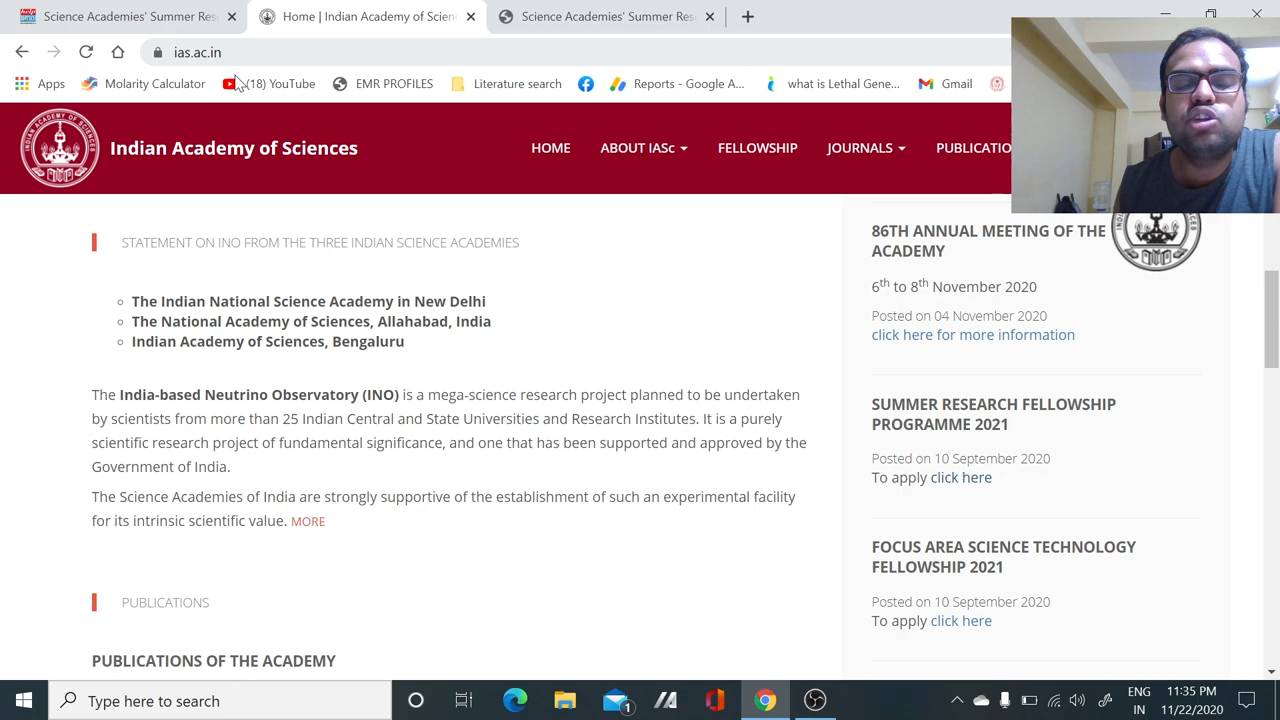 Science Academies' Summer Res
Home | Indian Academy of Scien
Science Academies' Summer Res
ias.ac.in
Apps
Molarity Calculator
(18) YouTube
EMR PROFILES
Literature search
Reports - Google A...
what is Lethal Gene...
Gmail
Indian Academy of Sciences
HOME
ABOUT IASc
FELLOWSHIP
JOURNALS
PUBLICATIO
STATEMENT ON INO FROM THE THREE INDIAN SCIENCE ACADEMIES
The Indian National Science Academy in New Delhi
The National Academy of Sciences, Allahabad, India
Indian Academy of Sciences, Bengaluru
The India-based Neutrino Observatory (INO) is a mega-science research project planned to be undertaken
by scientists from more than 25 Indian Central and State Universities and Research Institutes. It is a purely
scientific research project of fundamental significance, and one that has been supported and approved by the
Government of India.
The Science Academies of India are strongly supportive of the establishment of such an experimental facility
for its intrinsic scientific value. MORE
PUBLICATIONS
PUBLICATIONS OF THE ACADEMY
86TH ANNUAL MEETING OF THE
ACADEMY
6th to 8th November 2020
Posted on 04 November 2020
click here for more information
SUMMER RESEARCH FELLOWSHIP
PROGRAMME 2021
Posted on 10 September 2020
To apply click here
FOCUS AREA SCIENCE TECHNOLOGY
FELLOWSHIP 2021
Posted on 10 September 2020
To apply click here
Type here to search
1
ENG
IN
11:35 PM
11/22/2020